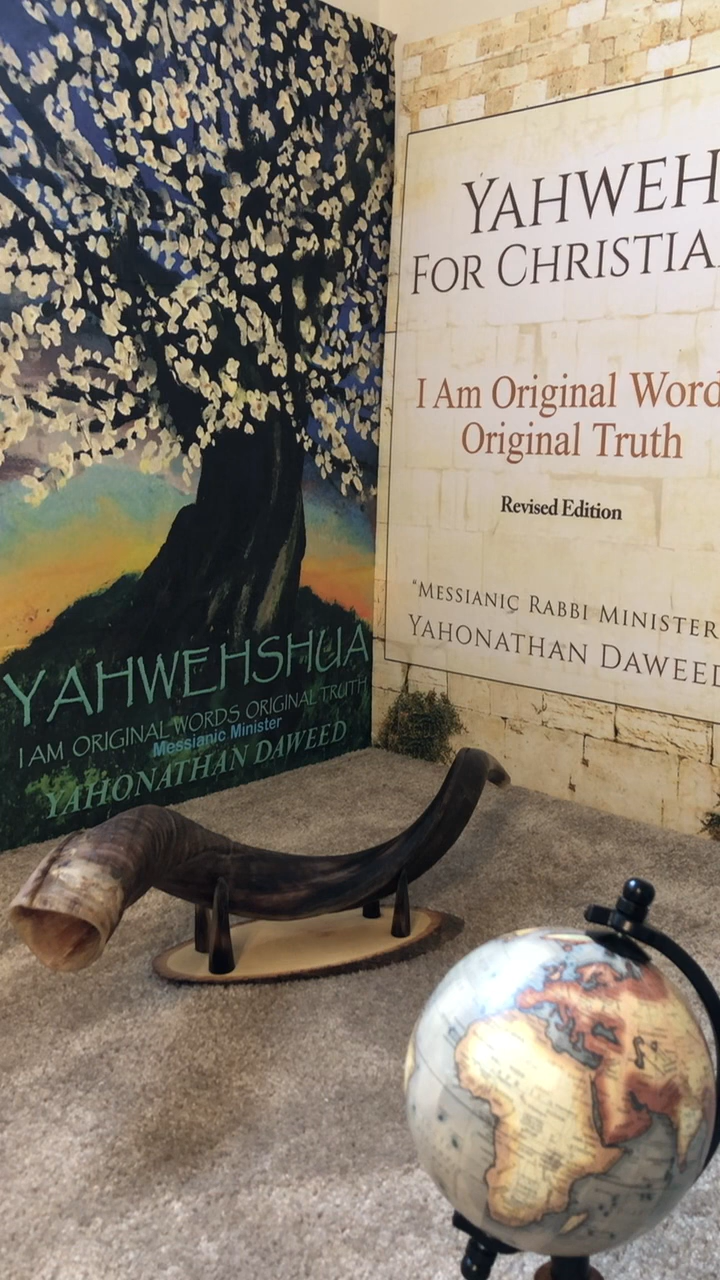 YAHWEHSHUA
I AM ORIGINAL WORDS ORIGINAL TRUTH
Messianic Minister
YAHONATHAN DAWEED
YAHWEH
FOR CHRISTIA
I Am Original Word
Original Truth
Revised Edition
"MESSIANIC RABBI MINISTER
YAHONATHAN DAWEED